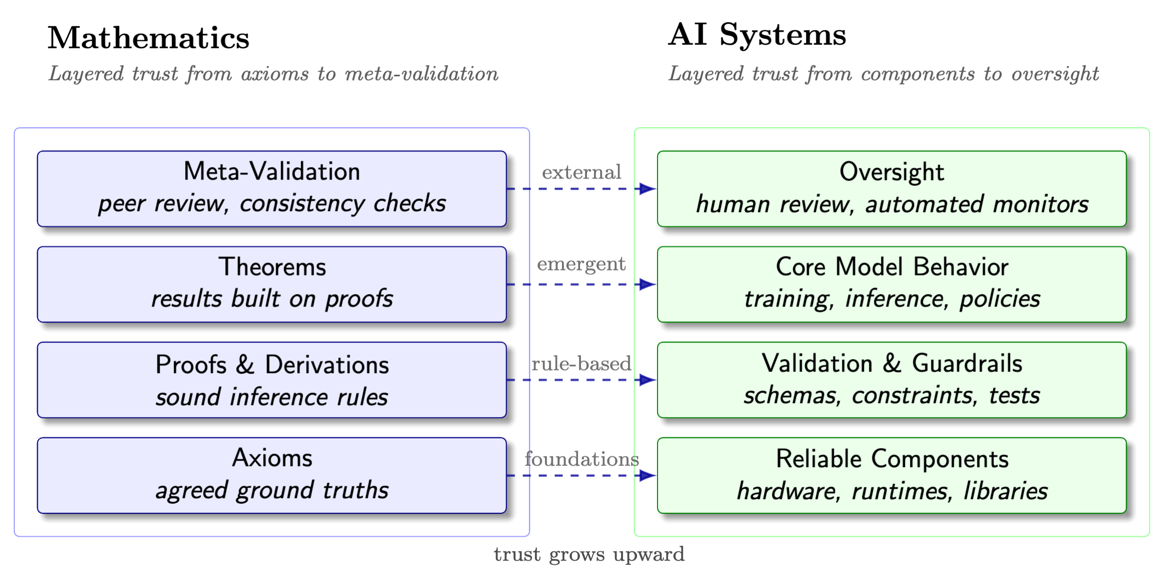 Mathematics
Layered trust from axioms to meta-validation
Meta-Validation
peer review, consistency checks
Theorems
results built on proofs
Proofs & Derivations
sound inference rules
Axioms
agreed ground truths
external
emergent
rule-based
foundations
AI Systems
Layered trust from components to oversight
Oversight
human review, automated monitors
Core Model Behavior
training, inference, policies
Validation & Guardrails
schemas, constraints, tests
Reliable Components
hardware, runtimes, libraries
trust grows upward